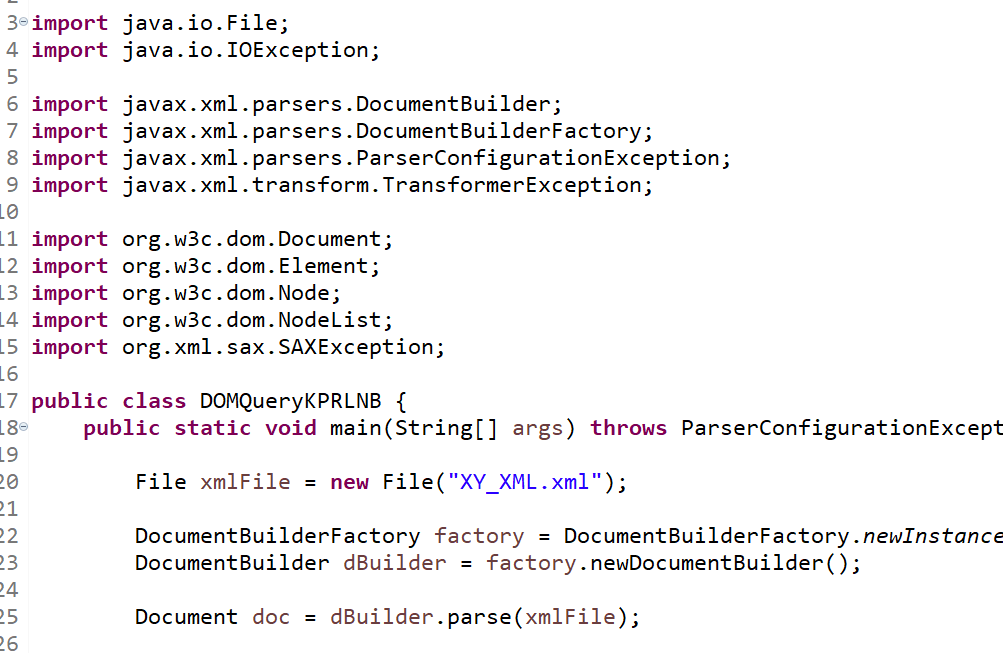 3 import java.io.File;
4 import java.io.IOException;
5
6 import javax.xml.parsers.DocumentBuilder;
7 import javax.xml.parsers.DocumentBuilderFactory;
8 import javax.xml.parsers.ParserConfigurationException;
9 import javax.xml.transform.TransformerException;
10
11 import org.w3c.dom.Document;
12 import org.w3c.dom.Element;
13 import org.w3c.dom.Node;
14 import org.w3c.dom.NodeList;
15 import org.xml.sax.SAXException;
16
17 public class DOMQueryKPRLNB {
18     public static void main(String[] args) throws ParserConfigurationExcept
19
20         File xmlFile = new File("XY_XML.xml");
21
22         DocumentBuilderFactory factory = DocumentBuilderFactory.newInstance
23         DocumentBuilder dBuilder = factory.newDocumentBuilder();
24
25         Document doc = dBuilder.parse(xmlFile);
26